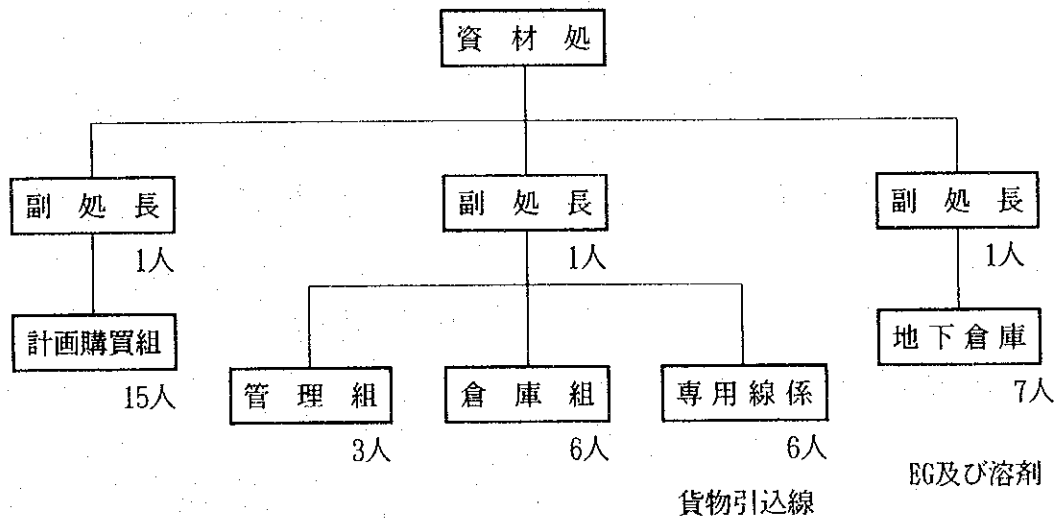 資材処
副処長 副処長 副処長
1人 1人 1人
計画購買組 地下倉庫
15人 7人
管理組 倉庫組 専用線係
3人 6人 6人
EG及び溶剤
貨物引込線